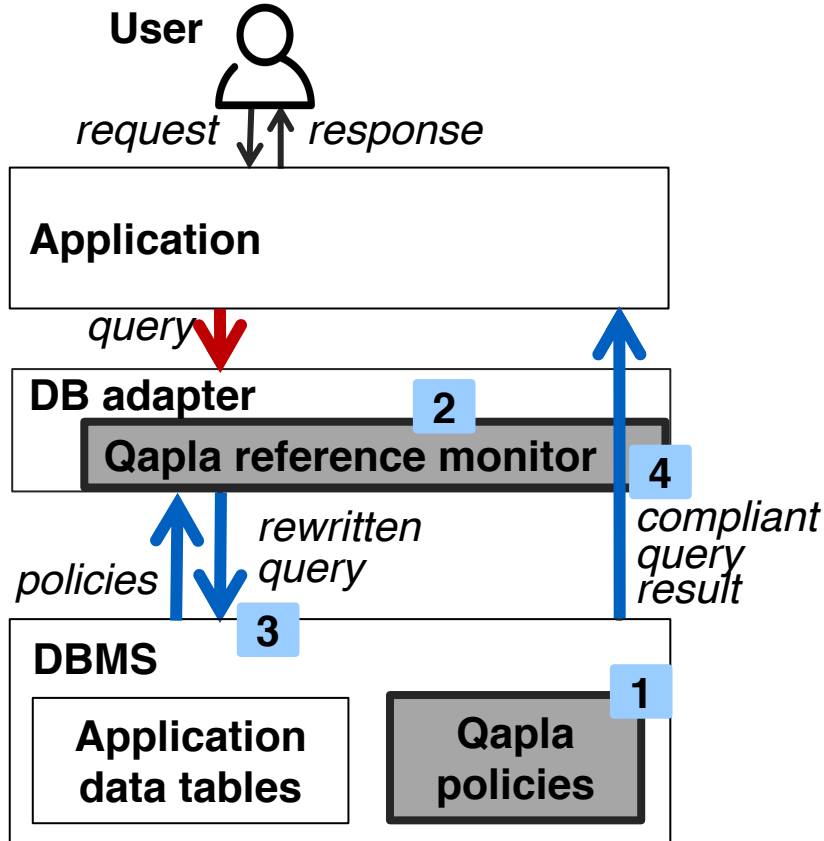 User
request
response
Application
query
DB adapter
2
Qapla reference monitor
4
policies
rewritten
query
compliant
query
result
3
DBMS
1
Application
data tables
Qapla
policies